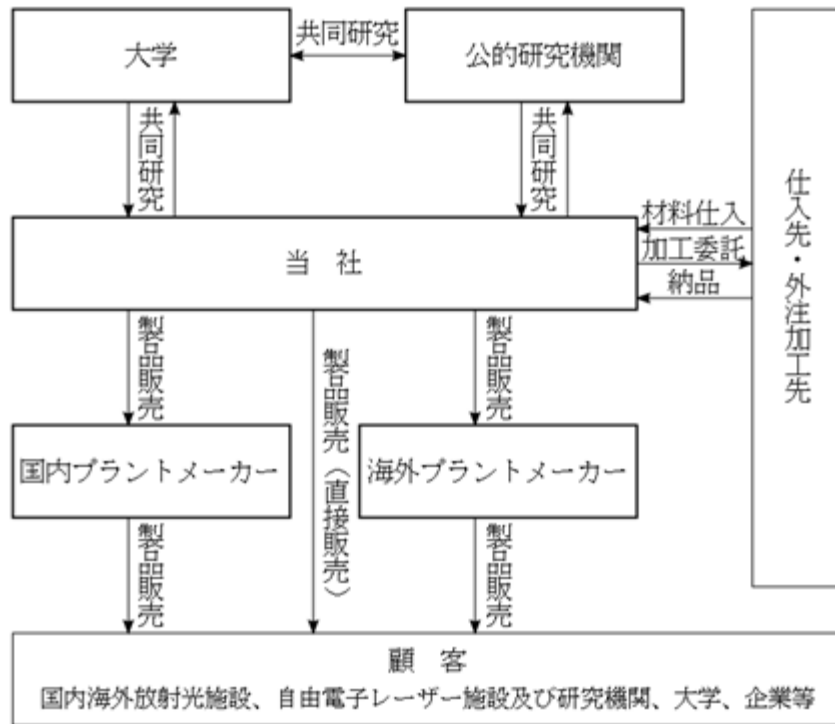 大学
共同研究
公的研究機関
共同研究
共同研究
仕入先・外注加工先
材料仕入
加工委託
納品
当 社
製品販売
製品販売（直接販売）
製品販売
国内プラントメーカー
海外プラントメーカー
製品販売
製品販売
顧 客
国内海外放射光施設、自由電子レーザー施設及び研究機関、大学、企業等